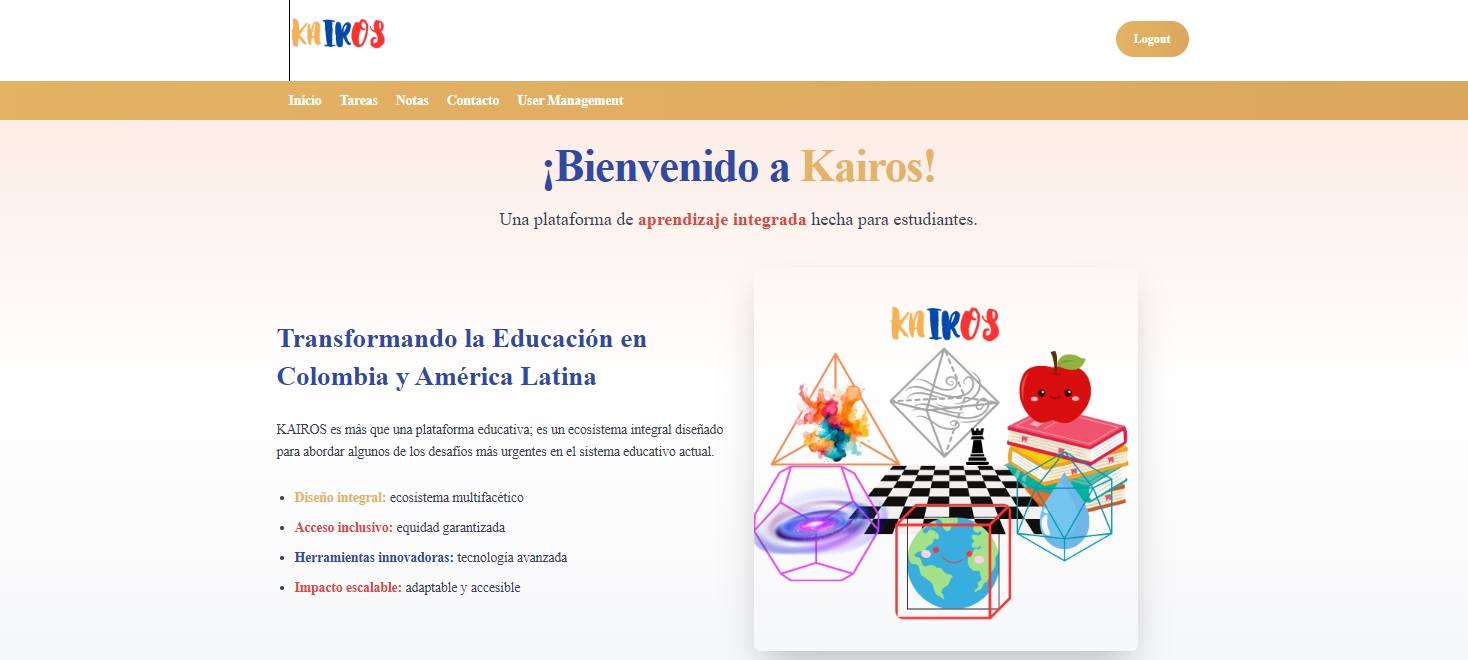 KAIROS
Logout
Inicio Tareas Notas Contacto User Management
¡Bienvenido a Kairos!
Una plataforma de aprendizaje integrada hecha para estudiantes.
Transformando la Educación en
Colombia y América Latina
KAIROS es más que una plataforma educativa; es un ecosistema integral diseñado
para abordar algunos de los desafíos más urgentes en el sistema educativo actual.
Diseño integral: ecosistema multifacético
Acceso inclusivo: equidad garantizada
Herramientas innovadoras: tecnología avanzada
Impacto escalable: adaptable y accesible
KAIROS